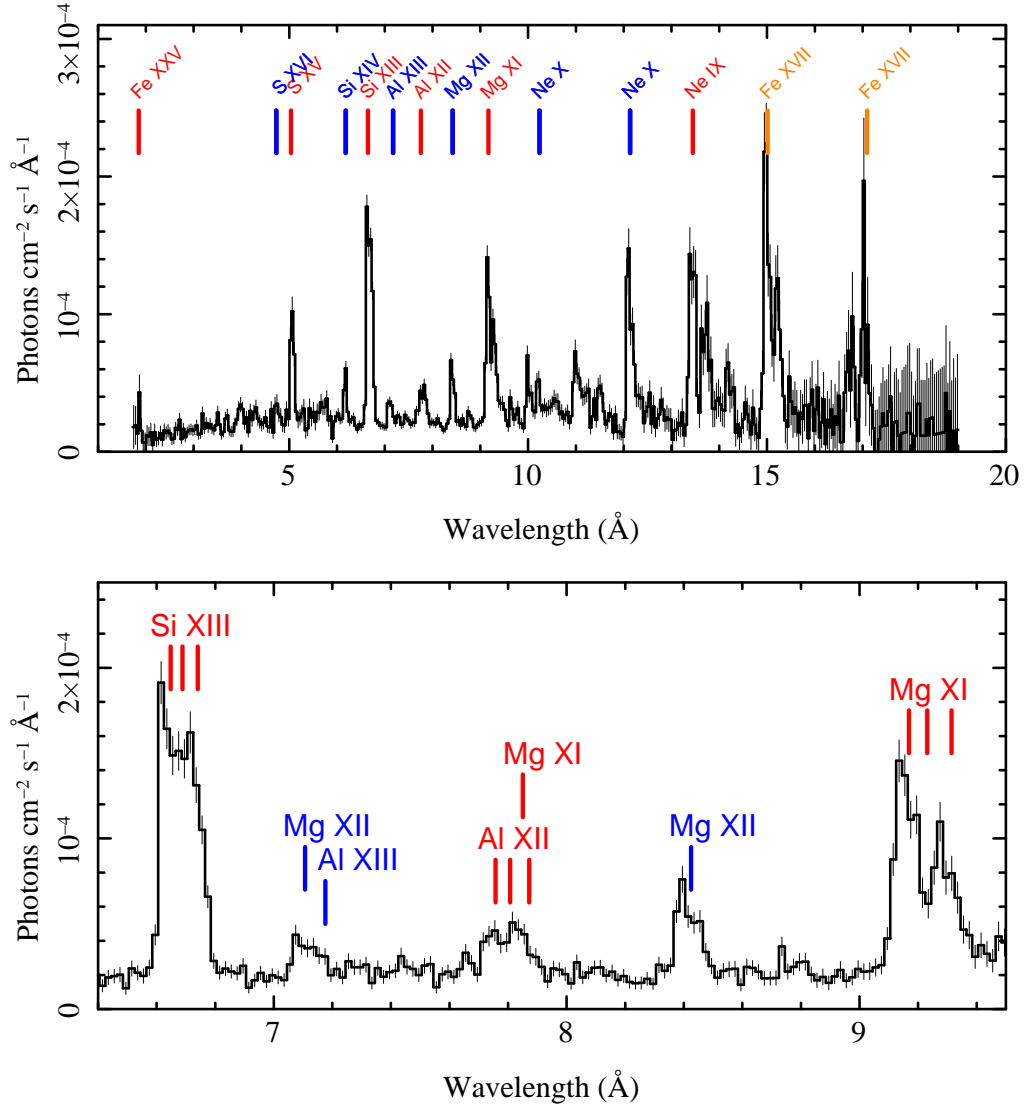 3×10⁻⁴
2×10⁻⁴
10⁻⁴
0
Photons cm⁻² s⁻¹ Å⁻¹
Fe XXV
S XVI
S XV
Si XIV
Si XIII
Al XIII
Al XII
Mg XII
Mg XI
Ne X
Ne X
Ne IX
Fe XVII
Fe XVII
5 10 15 20
Wavelength (Å)
2×10⁻⁴
10⁻⁴
0
Photons cm⁻² s⁻¹ Å⁻¹
Si XIII
Mg XII
Al XIII
Mg XI
Al XII
Mg XII
Mg XI
7 8 9
Wavelength (Å)